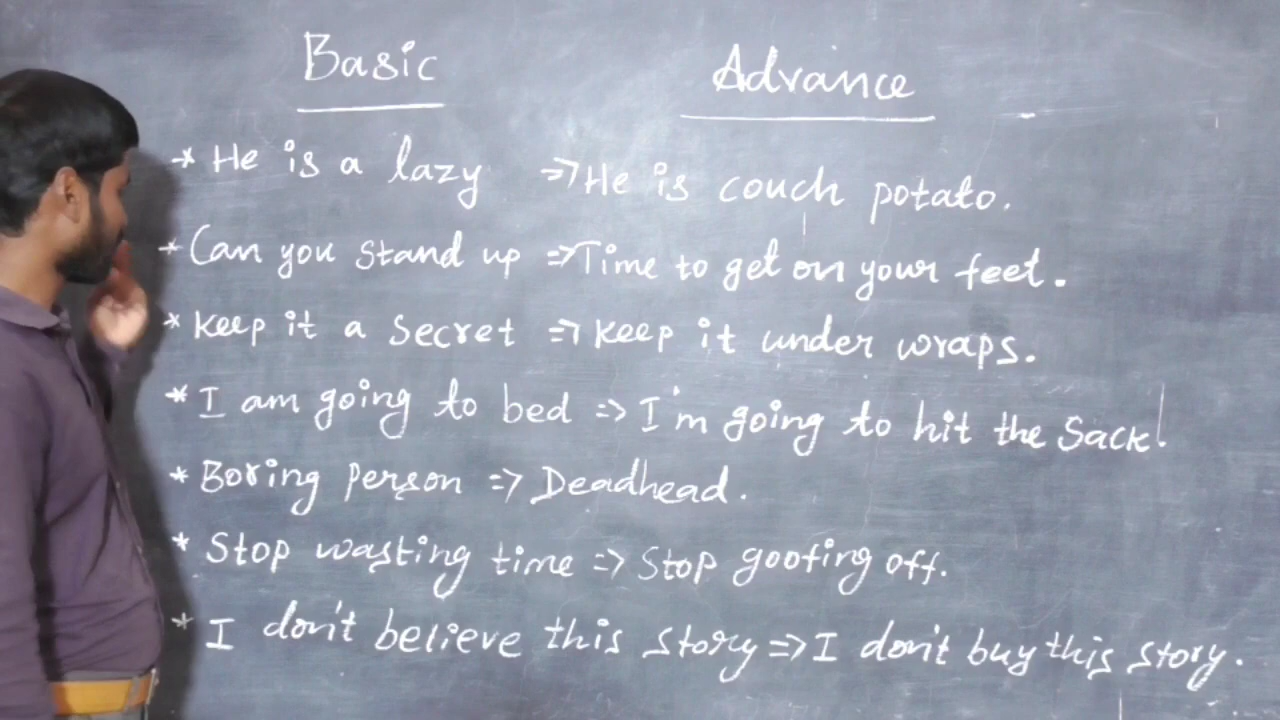 Basic Advance
* He is a lazy => He is couch potato.
* Can you stand up => Time to get on your feet.
* Keep it a secret => Keep it under wraps.
* I am going to bed => I'm going to hit the Sack!
* Boring person => Deadhead.
* Stop wasting time => Stop goofing off.
* I don't believe this story => I don't buy this story.